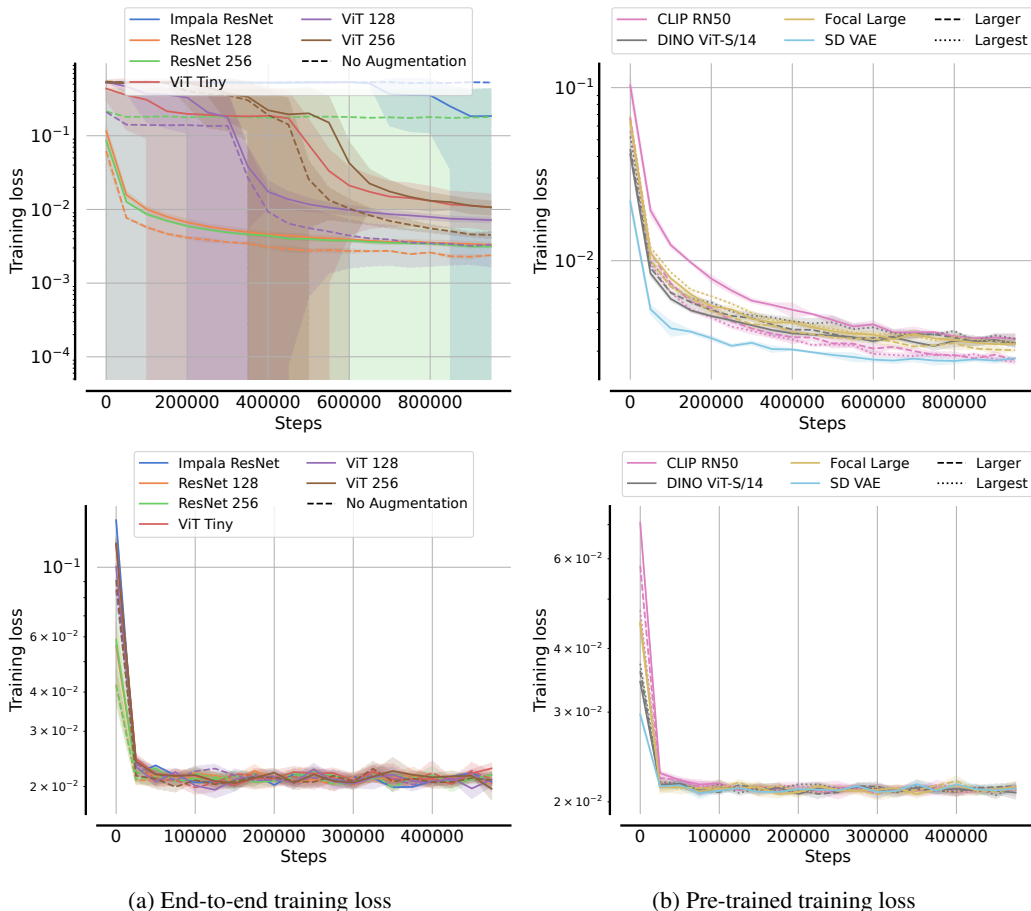 Impala ResNet
ResNet 128
ResNet 256
ViT Tiny
ViT 128
ViT 256
No Augmentation
Training loss
10⁻¹
10⁻²
10⁻³
10⁻⁴
0 200000 400000 600000 800000
Steps
CLIP RN50
DINO ViT-S/14
Focal Large
SD VAE
Larger
Largest
Training loss
10⁻¹
10⁻²
0 200000 400000 600000 800000
Steps
Impala ResNet
ResNet 128
ResNet 256
ViT Tiny
ViT 128
ViT 256
No Augmentation
Training loss
10⁻¹
6 × 10⁻²
4 × 10⁻²
3 × 10⁻²
2 × 10⁻²
0 100000 200000 300000 400000
Steps
CLIP RN50
DINO ViT-S/14
Focal Large
SD VAE
Larger
Largest
Training loss
6 × 10⁻²
4 × 10⁻²
3 × 10⁻²
2 × 10⁻²
0 100000 200000 300000 400000
Steps
(a) End-to-end training loss
(b) Pre-trained training loss